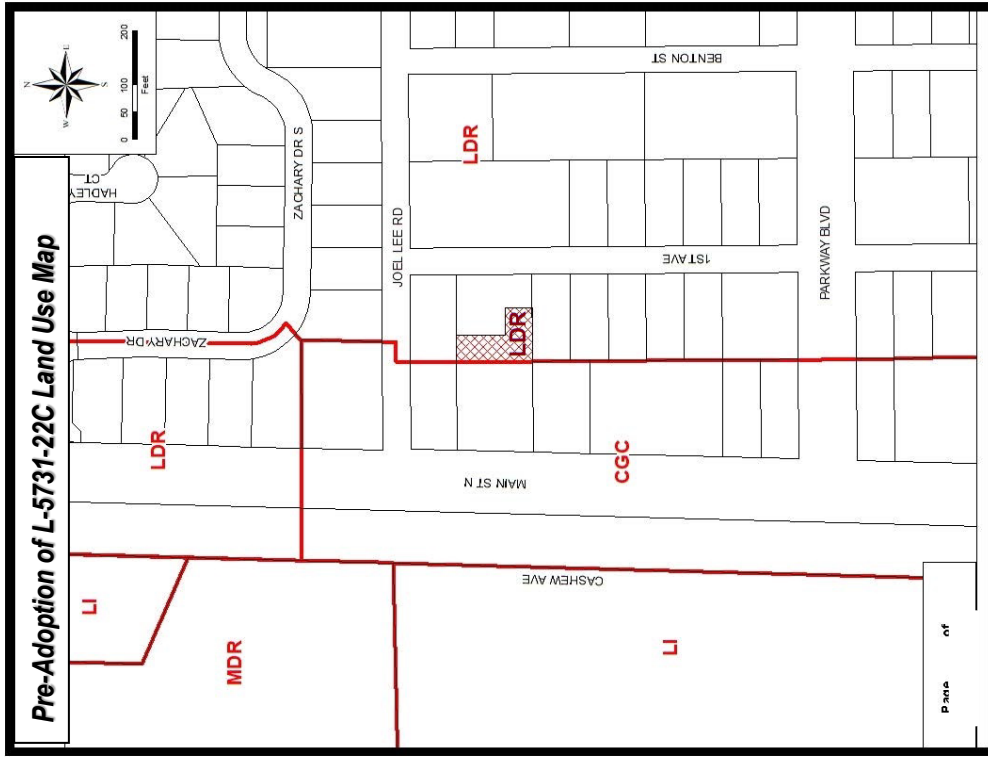 Pre-Adoption of L-5731-22C Land Use Map
N
E
S
W
0 50 100 200
Feet
HADLEY
CT
ZACHARY DR S
ZACHARY DR
JOEL LEE RD
BENTON ST
1ST AVE
PARKWAY BLVD
MAIN ST N
CASHEW AVE
LI
LDR
LDR
LDR
MDR
CGC
LI
Page of